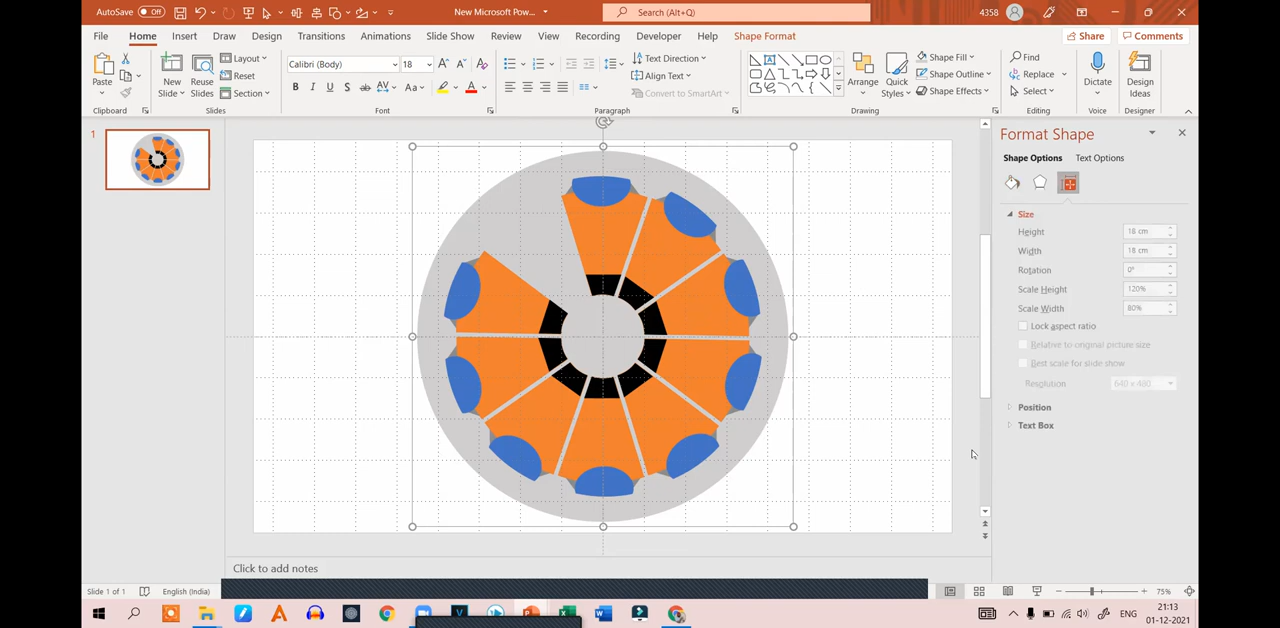 AutoSave Off New Microsoft Pow... Search (Alt+Q) 4358
File Home Insert Draw Design Transitions Animations Slide Show Review View Recording Developer Help Shape Format Share Comments
Paste
Clipboard
New Slide
Reuse Slides
Layout
Reset
Section
Slides
Calibri (Body) 18
B I U S ab AV Aa A
Font
Text Direction
Align Text
Convert to SmartArt
Paragraph
Arrange
Quick Styles
Shape Fill
Shape Outline
Shape Effects
Drawing
Find
Replace
Select
Editing
Dictate
Voice
Design Ideas
Designer
1
Format Shape
Shape Options Text Options
Size
Height 18 cm
Width 18 cm
Rotation 0°
Scale Height 120%
Scale Width 80%
Lock aspect ratio
Relative to original picture size
Best scale for slide show
Resolution 640 x 480
Position
Text Box
Click to add notes
Slide 1 of 1 English (India) 75%
ENG 21:13
01-12-2021